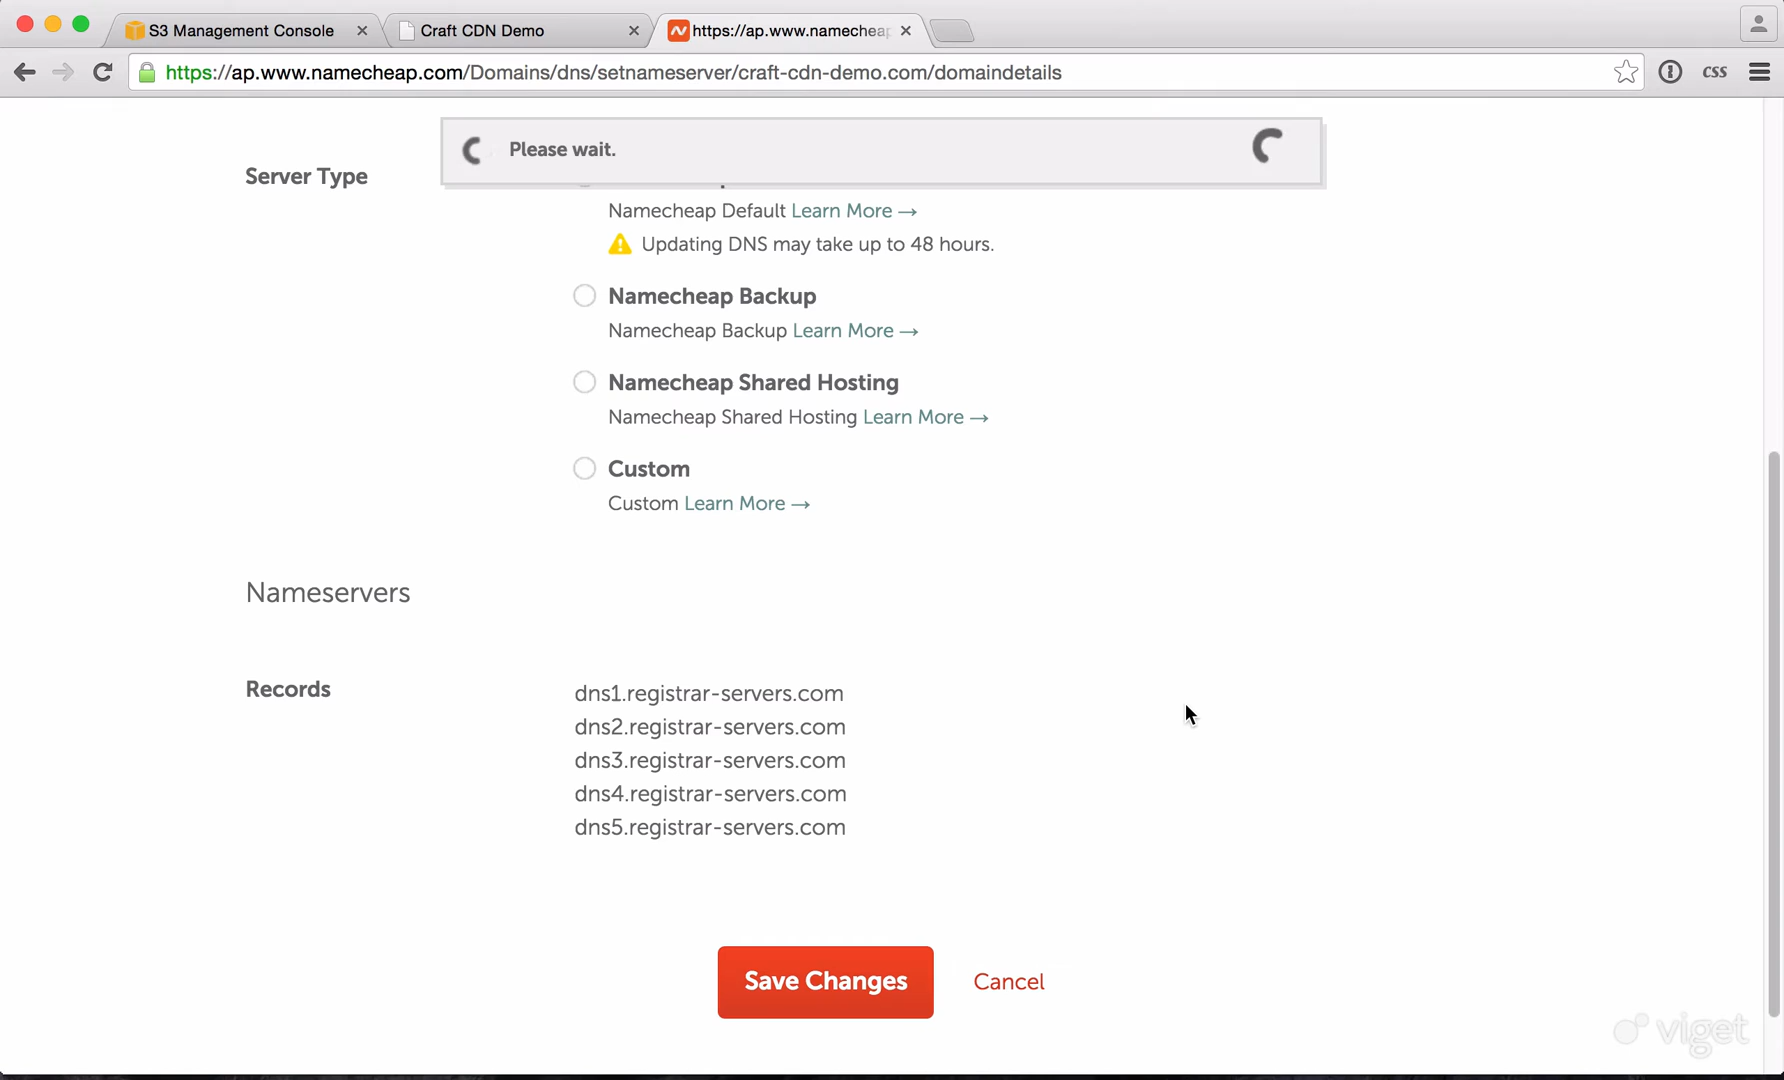 S3 Management Console
Craft CDN Demo
https://ap.www.namecheap
https://ap.www.namecheap.com/Domains/dns/setnameserver/craft-cdn-demo.com/domaindetails
CSS
Please wait.
Server Type
Namecheap Default Learn More →
Updating DNS may take up to 48 hours.
Namecheap Backup
Namecheap Backup Learn More →
Namecheap Shared Hosting
Namecheap Shared Hosting Learn More →
Custom
Custom Learn More →
Nameservers
Records
dns1.registrar-servers.com
dns2.registrar-servers.com
dns3.registrar-servers.com
dns4.registrar-servers.com
dns5.registrar-servers.com
Save Changes
Cancel
viget